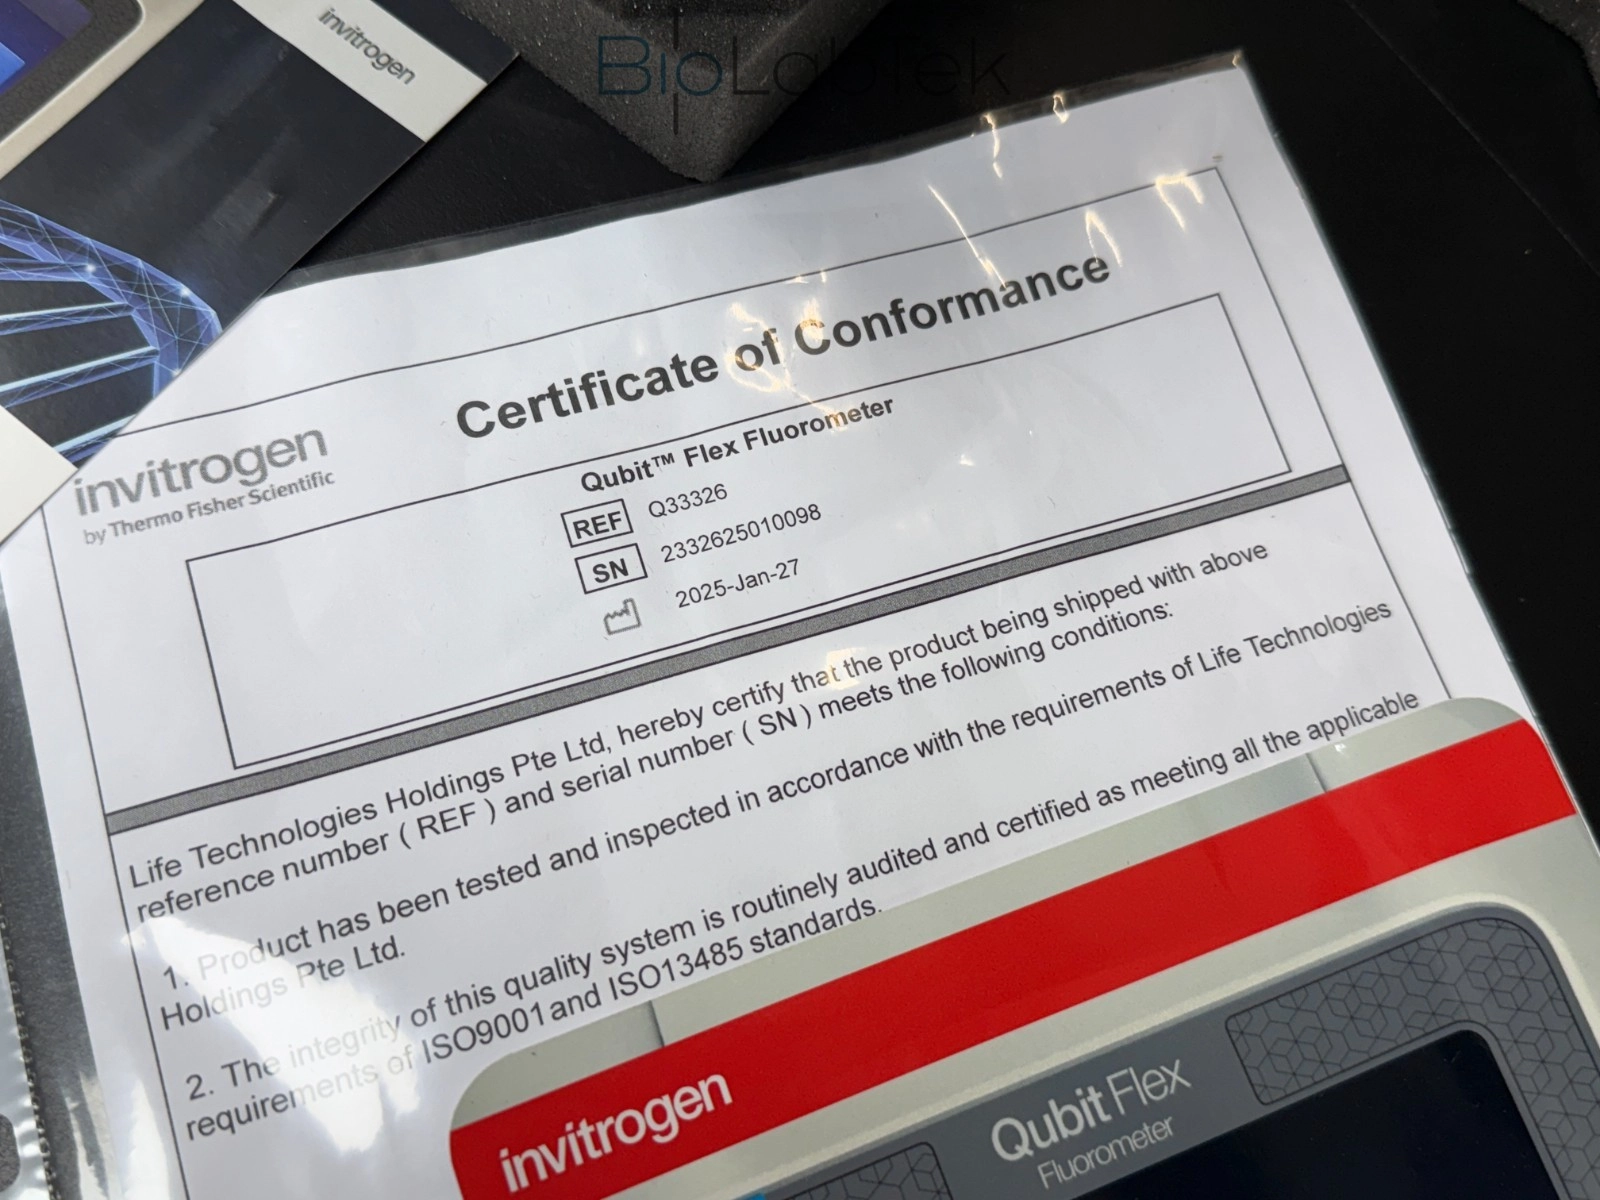 invitrogen
BioLabTek
Certificate of Conformance
invitrogen
by Thermo Fisher Scientific
Qubit™ Flex Fluorometer
REF Q33326
SN 2332625010098
2025-Jan-27
Life Technologies Holdings Pte Ltd, hereby certify that the product being shipped with above
reference number ( REF ) and serial number ( SN ) meets the following conditions:
1. Product has been tested and inspected in accordance with the requirements of Life Technologies
Holdings Pte Ltd.
2. The integrity of this quality system is routinely audited and certified as meeting all the applicable
requirements of ISO9001 and ISO13485 standards.
invitrogen
Qubit Flex
Fluorometer